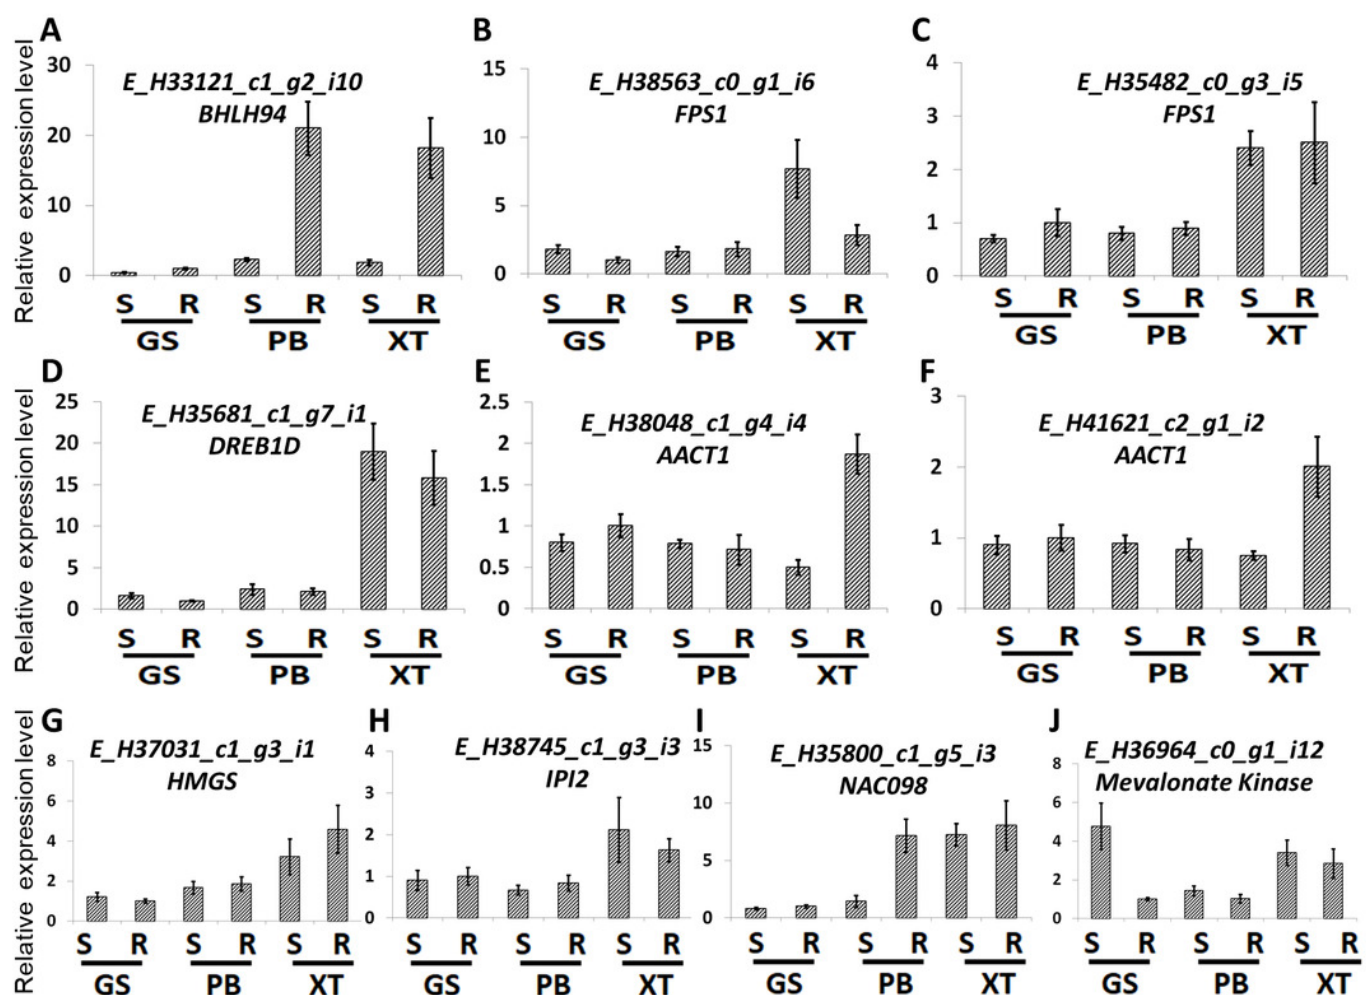 A
B
C
Relative expression level
30
20
10
0
E_H33121_c1_g2_i10
BHLH94
S R S R S R
GS PB XT
15
10
5
0
E_H38563_c0_g1_i6
FPS1
S R S R S R
GS PB XT
4
3
2
1
0
E_H35482_c0_g3_i5
FPS1
S R S R S R
GS PB XT
D
E
F
Relative expression level
25
20
15
10
5
0
E_H35681_c1_g7_i1
DREB1D
S R S R S R
GS PB XT
2.5
2
1.5
1
0.5
0
E_H38048_c1_g4_i4
AACT1
S R S R S R
GS PB XT
3
2
1
0
E_H41621_c2_g1_i2
AACT1
S R S R S R
GS PB XT
G
H
I
J
Relative expression level
8
6
4
2
0
E_H37031_c1_g3_i1
HMGS
S R S R S R
GS PB XT
4
3
2
1
0
E_H38745_c1_g3_i3
IPI2
S R S R S R
GS PB XT
15
10
5
0
E_H35800_c1_g5_i3
NAC098
S R S R S R
GS PB XT
8
6
4
2
0
E_H36964_c0_g1_i12
Mevalonate Kinase
S R S R S R
GS PB XT